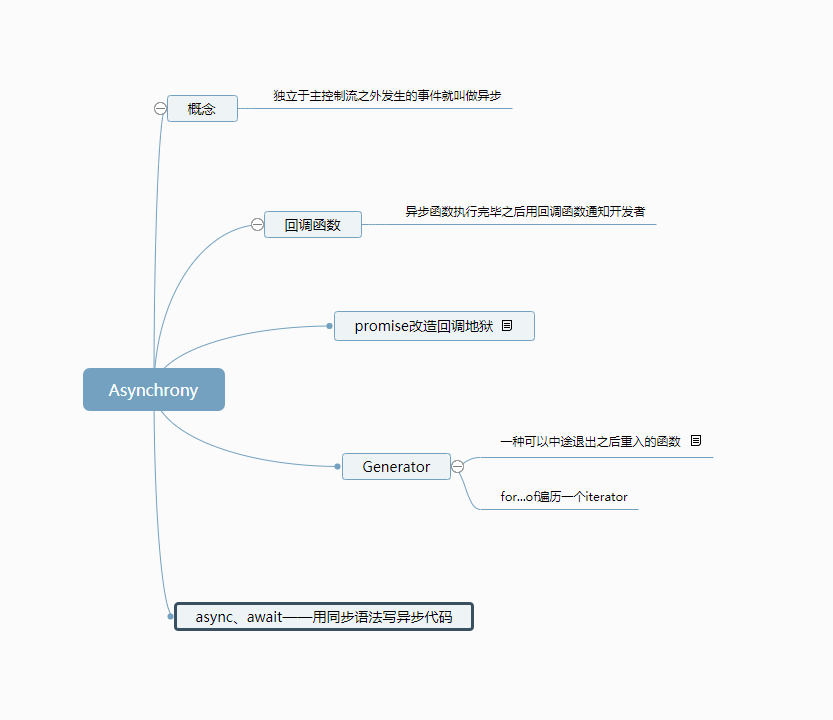 概念
独立于主控制流之外发生的事件就叫做异步
回调函数
异步函数执行完毕之后用回调函数通知开发者
promise改造回调地狱
Asynchrony
Generator
一种可以中途退出之后重入的函数
for...of遍历一个iterator
async、await——用同步语法写异步代码